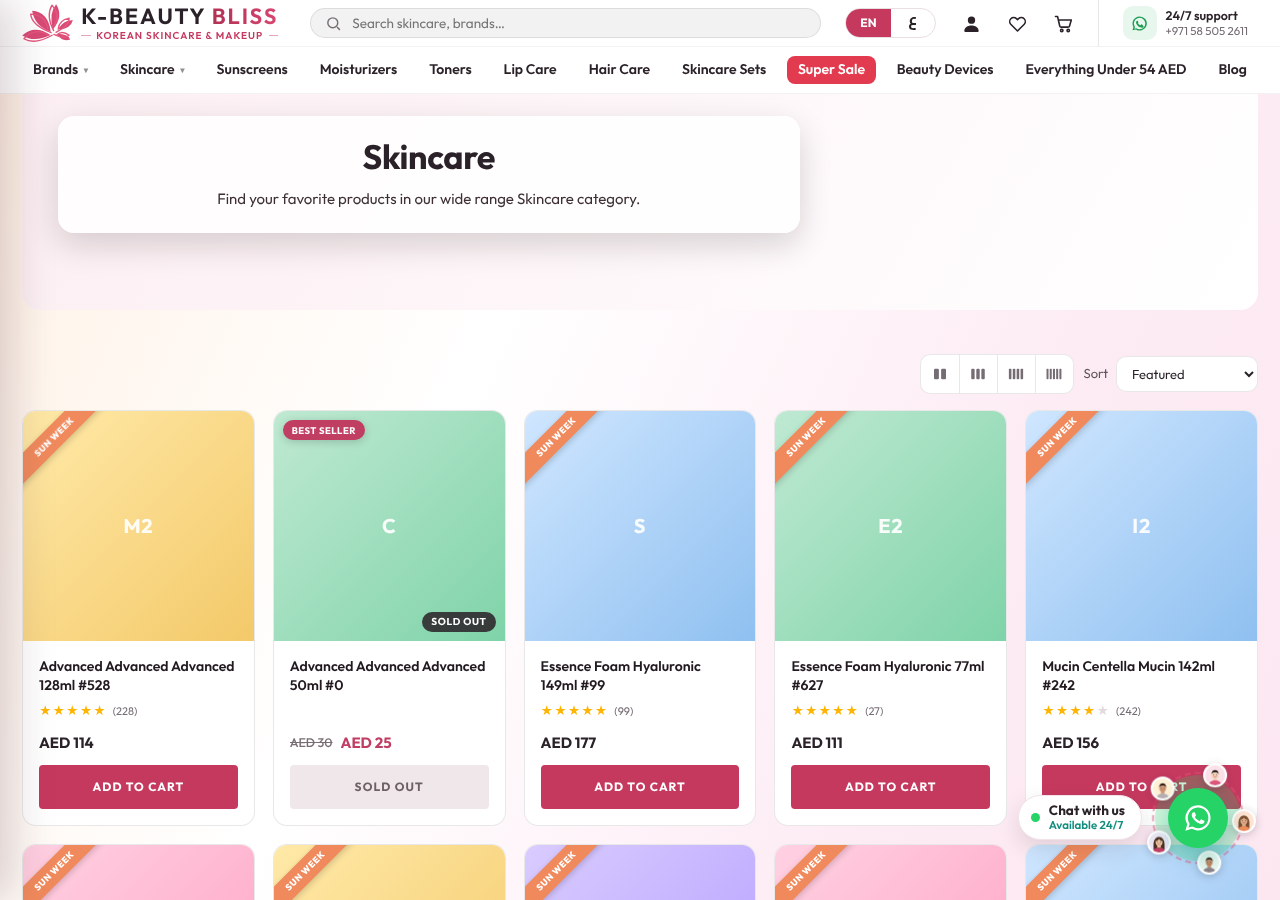 K-BEAUTY BLISS
KOREAN SKINCARE & MAKEUP
Search skincare, brands...
EN
ع
24/7 support
+971 58 505 2611
Brands
Skincare
Sunscreens
Moisturizers
Toners
Lip Care
Hair Care
Skincare Sets
Super Sale
Beauty Devices
Everything Under 54 AED
Blog
Skincare
Find your favorite products in our wide range Skincare category.
Sort
Featured
SUN WEEK
M2
BEST SELLER
C
SOLD OUT
SUN WEEK
S
SUN WEEK
E2
SUN WEEK
I2
Advanced Advanced Advanced
128ml #528
(228)
AED 114
ADD TO CART
Advanced Advanced Advanced
50ml #0
AED 30 AED 25
SOLD OUT
Essence Foam Hyaluronic
149ml #99
(99)
AED 177
ADD TO CART
Essence Foam Hyaluronic 77ml
#627
(27)
AED 111
ADD TO CART
Mucin Centella Mucin 142ml
#242
(242)
AED 156
ADD TO
Chat with us
Available 24/7
SUN WEEK
SUN WEEK
SUN WEEK
SUN WEEK
SUN WEEK